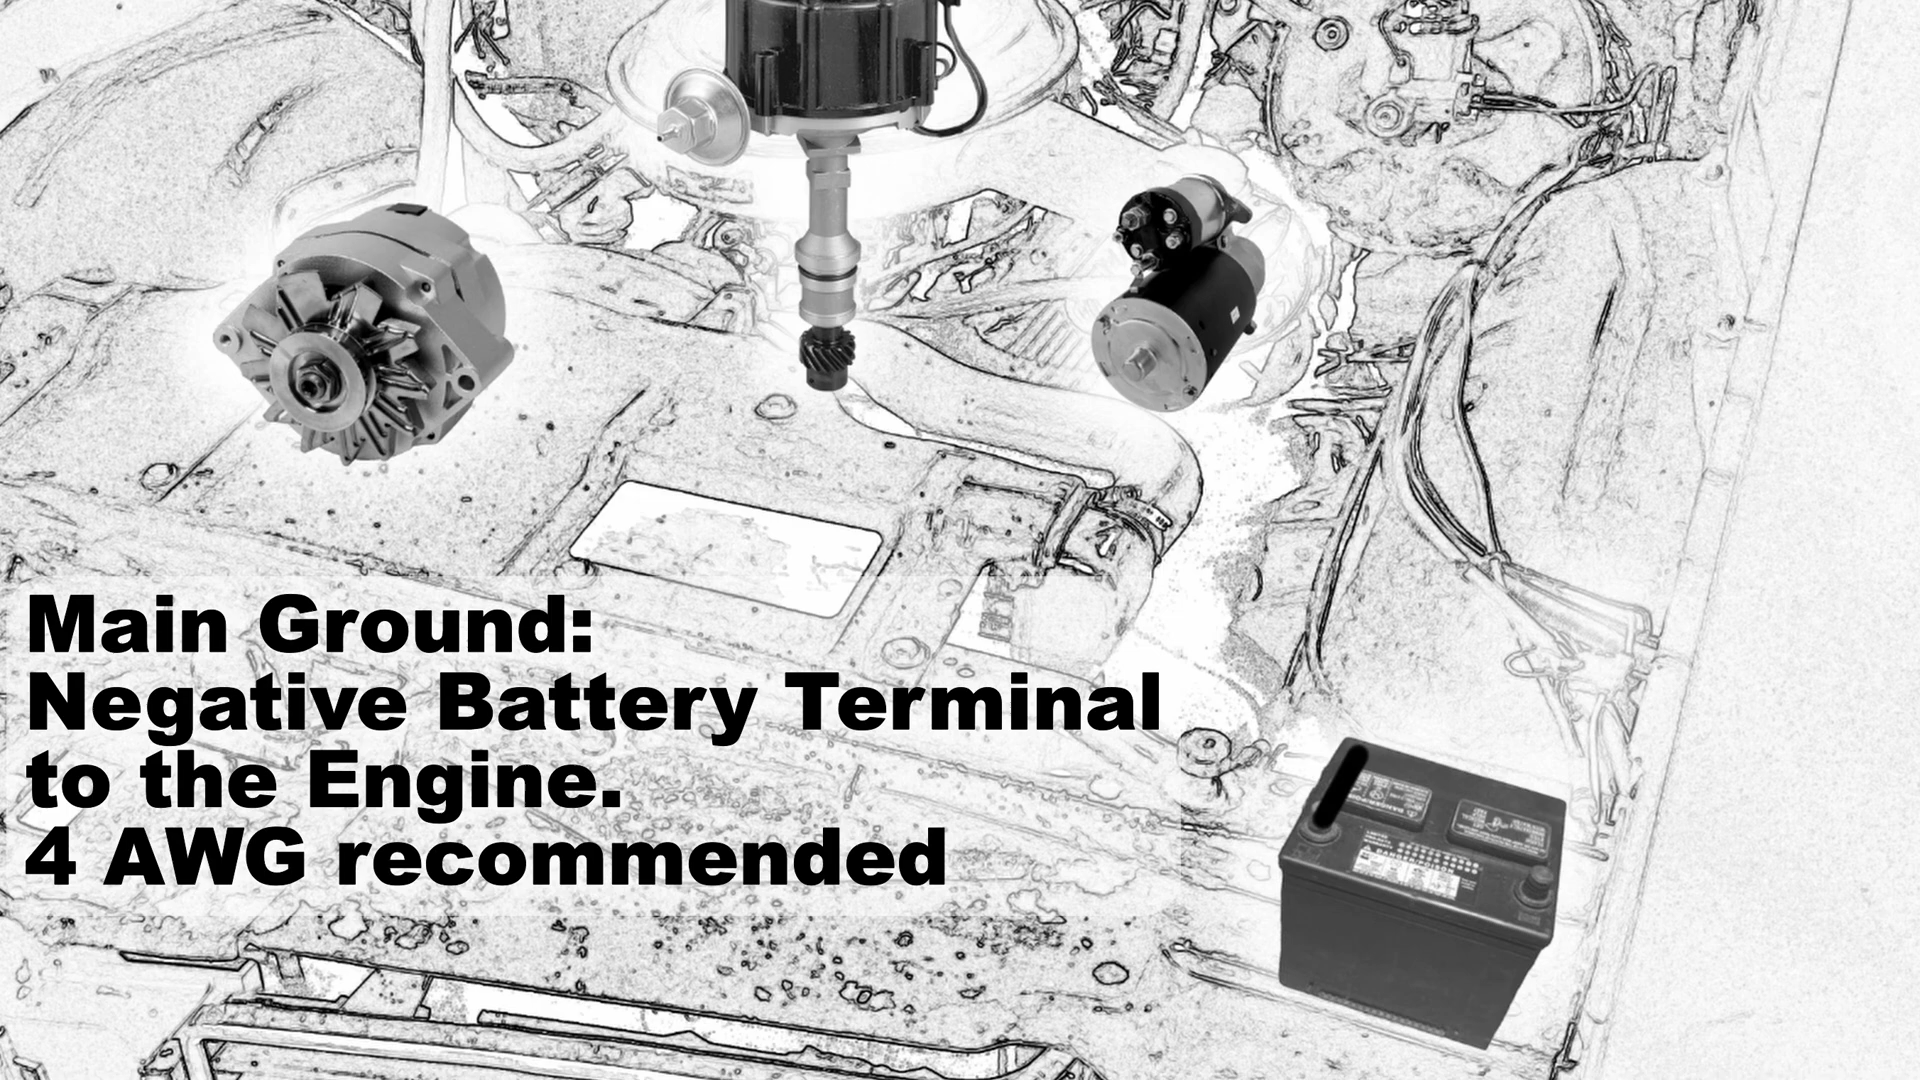 Main Ground:
Negative Battery Terminal
to the Engine.
4 AWG recommended